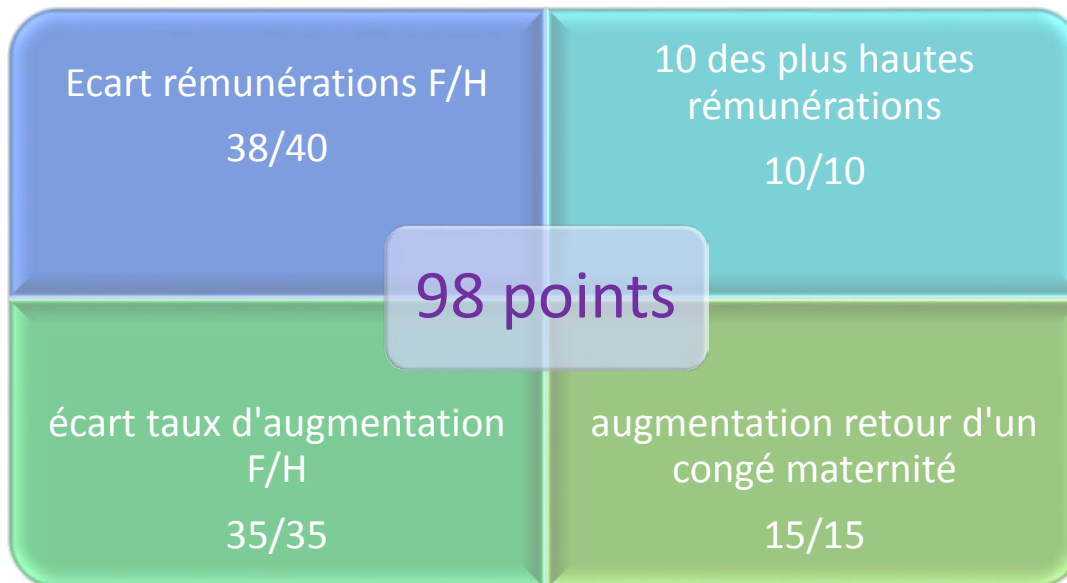 Ecart rémunérations F/H
38/40
10 des plus hautes
rémunérations
10/10
98 points
écart taux d'augmentation
F/H
35/35
augmentation retour d'un
congé maternité
15/15